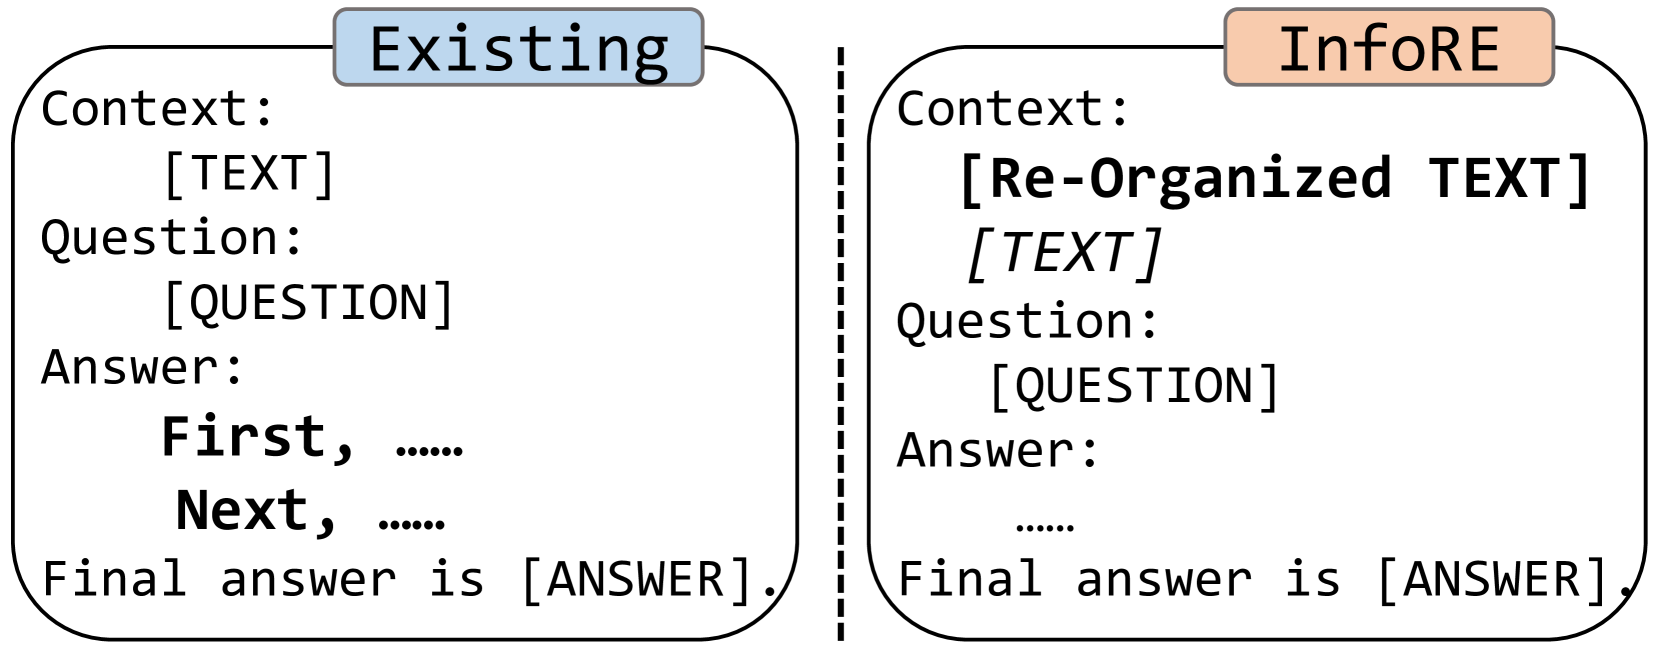 Existing
Context:
[TEXT]
Question:
[QUESTION]
Answer:
First, ……
Next, ……
Final answer is [ANSWER].
InfoRE
Context:
[Re-Organized TEXT]
[TEXT]
Question:
[QUESTION]
Answer:
……
Final answer is [ANSWER].